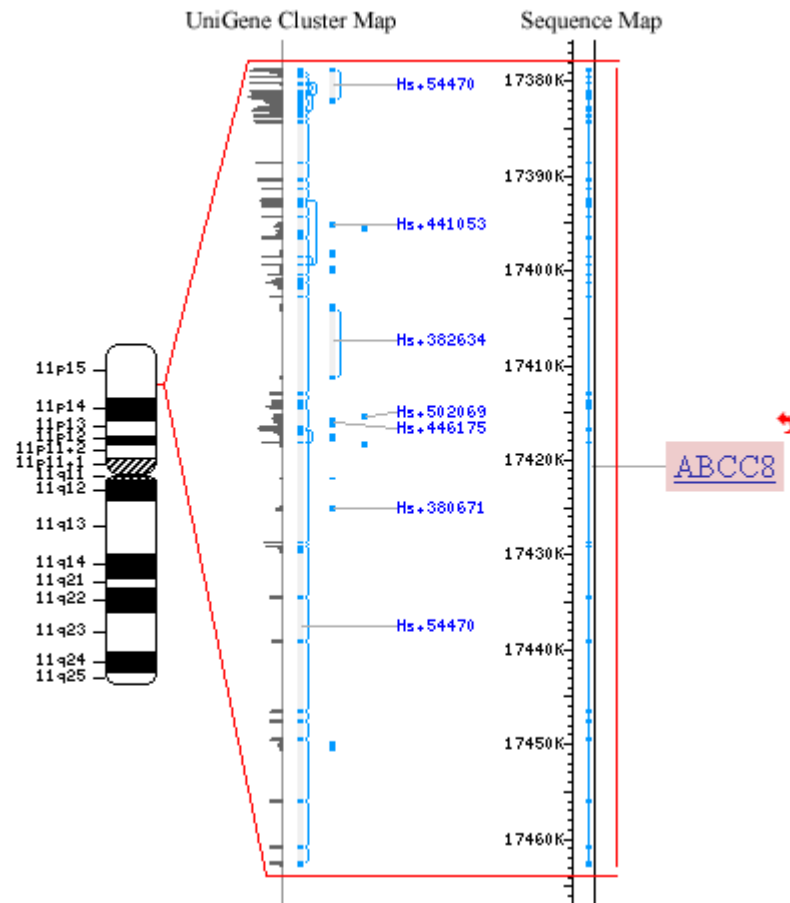 UniGene Cluster Map
Sequence Map
Hs+54470
Hs+441053
Hs+382634
Hs+502069
Hs+446175
Hs+380671
Hs+54470
17380K
17390K
17400K
17410K
17420K
17430K
17440K
17450K
17460K
ABCC8
11p15
11p14
11p13
11p12
11p11+2
11p11+1
11q11
11q12
11q13
11q14
11q21
11q22
11q23
11q24
11q25